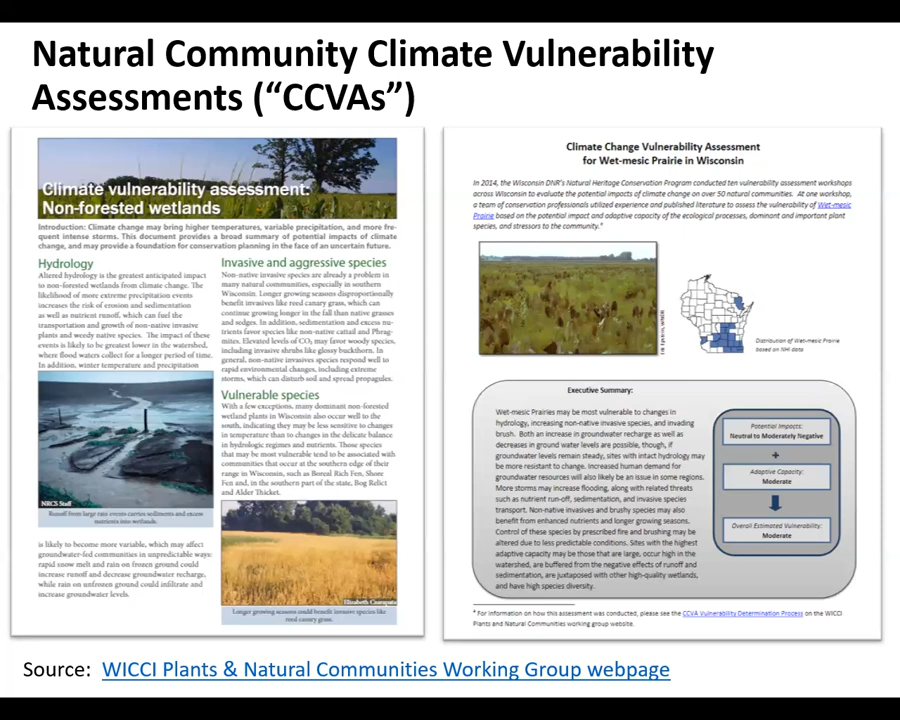 Natural Community Climate Vulnerability
Assessments (“CCVAs”)
Climate vulnerability assessment:
Non-forested wetlands
Introduction: Climate change may bring higher temperatures, variable precipitation, and more fre-
quent intense storms. This document provides a broad summary of potential impacts of climate
change, and may provide a foundation for conservation planning in the face of an uncertain future.
Hydrology
Altered hydrology is the greatest anticipated impact
to non-forested wetlands from climate change. The
likelihood of more extreme precipitation events
increases the risk of erosion and sedimentation
as well as nutrient runoff, which can fuel the
transportation and growth of non-native invasive
plants and weedy native species. The impact of these
events is likely to be greatest lower in the watershed,
where flood waters collect for a longer period of time.
In addition, winter temperature and precipitation
NRCS Staff
Runoff from large rain events carries sediments and excess
nutrients into wetlands.
is likely to become more variable, which may affect
groundwater-fed communities in unpredictable ways:
rapid snow melt and rain on frozen ground could
increase runoff and decrease groundwater recharge,
while rain on unfrozen ground could infiltrate and
increase groundwater levels.
Invasive and aggressive species
Non-native invasive species are already a problem in
many natural communities, especially in southern
Wisconsin. Longer growing seasons disproportionally
benefit invasives like reed canary grass, which can
continue growing longer in the fall than native grasses
and sedges. In addition, sedimentation and excess nu-
trients favor species like non-native cattail and Phrag-
mites. Elevated levels of CO2 may favor woody species,
including invasive shrubs like glossy buckthorn. In
general, non-natives invasives species respond well to
rapid environmental changes, including extreme
storms, which can disturb soil and spread propagules.
Vulnerable species
With a few exceptions, many dominant non-forested
wetland plants in Wisconsin also occur well to the
south, indicating they may be less sensitive to changes
in temperature than to changes in the delicate balance
in hydrologic regimes and nutrients. Those species
that may be most vulnerable tend to be associated with
communities that occur at the southern edge of their
range in Wisconsin, such as Boreal Rich Fen, Shore
Fen and, in the southern part of the state, Bog Relict
and Alder Thicket.
Elizabeth Czarapata
Longer growing seasons could benefit invasive species like
reed canary grass.
Climate Change Vulnerability Assessment
for Wet-mesic Prairie in Wisconsin
In 2014, the Wisconsin DNR's Natural Heritage Conservation Program conducted ten vulnerability assessment workshops
across Wisconsin to evaluate the potential impacts of climate change on over 50 natural communities. At one workshop,
a team of conservation professionals utilized experience and published literature to assess the vulnerability of Wet-mesic
Prairie based on the potential impact and adaptive capacity of the ecological processes, dominant and important plant
species, and stressors to the community.
Distribution of Wet-mesic Prairie
based on NHI data
Executive Summary:
Wet-mesic Prairies may be most vulnerable to changes in
hydrology, increasing non-native invasive species, and invading
brush. Both an increase in groundwater recharge as well as
decreases in ground water levels are possible, though, if
groundwater levels remain steady, sites with intact hydrology may
be more resistant to change. Increased human demand for
groundwater resources will also likely be an issue in some regions.
More storms may increase flooding, along with related threats
such as nutrient run-off, sedimentation, and invasive species
transport. Non-native invasives and brushy species may also
benefit from enhanced nutrients and longer growing seasons.
Control of these species by prescribed fire and brushing may be
altered due to less predictable conditions. Sites with the highest
adaptive capacity may be those that are large, occur high in the
watershed, are buffered from the negative effects of runoff and
sedimentation, are juxtaposed with other high-quality wetlands,
and have high species diversity.
Potential Impacts:
Neutral to Moderately Negative
+
Adaptive Capacity:
Moderate
Overall Estimated Vulnerability:
Moderate
For information on how this assessment was conducted, please see the CCVA Vulnerability Determination Process on the WICCI
Plants and Natural Communities working group website.
Source: WICCI Plants & Natural Communities Working Group webpage